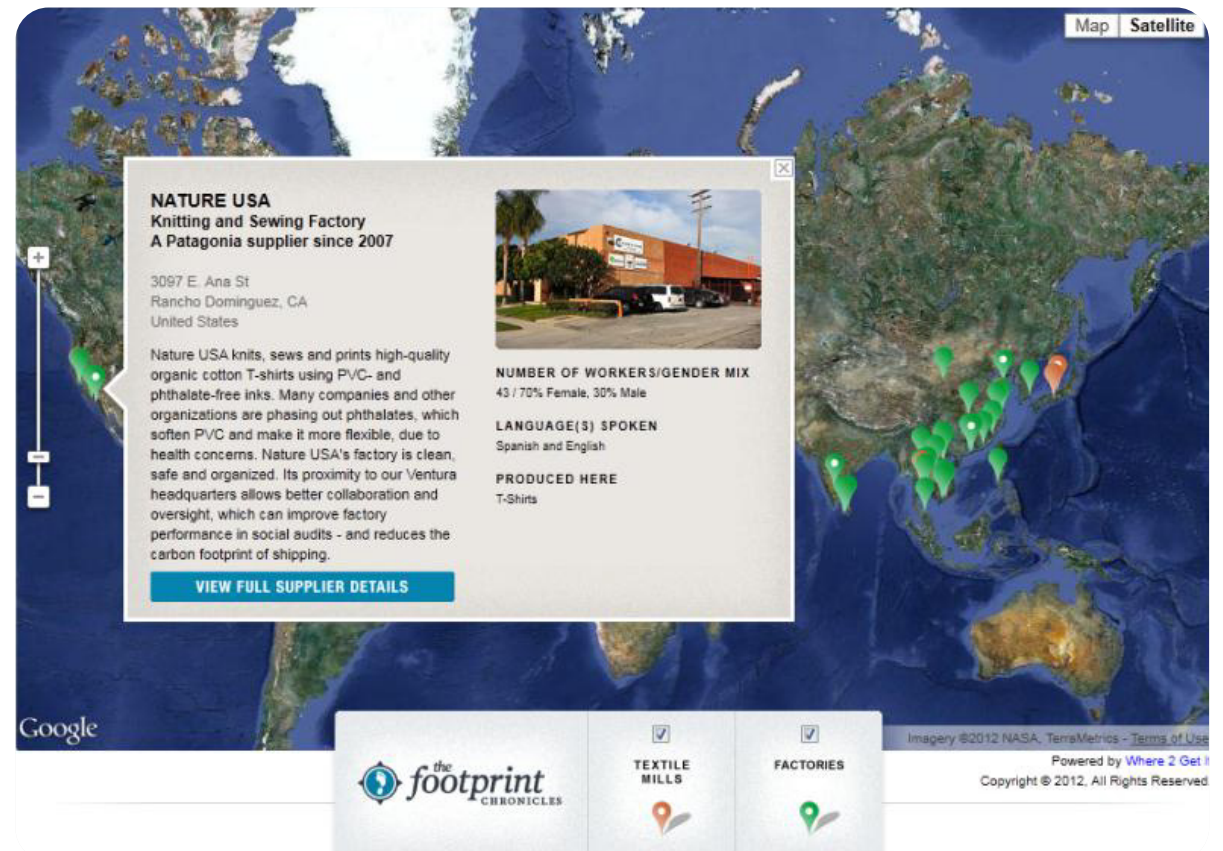 Map Satellite
NATURE USA
Knitting and Sewing Factory
A Patagonia supplier since 2007
3097 E. Ana St
Rancho Dominguez, CA
United States
Nature USA knits, sews and prints high-quality
organic cotton T-shirts using PVC- and
phthalate-free inks. Many companies and other
organizations are phasing out phthalates, which
soften PVC and make it more flexible, due to
health concerns. Nature USA's factory is clean,
safe and organized. Its proximity to our Ventura
headquarters allows better collaboration and
oversight, which can improve factory
performance in social audits - and reduces the
carbon footprint of shipping.
VIEW FULL SUPPLIER DETAILS
NUMBER OF WORKERS/GENDER MIX
43 / 70% Female, 30% Male
LANGUAGE(S) SPOKEN
Spanish and English
PRODUCED HERE
T-Shirts
Google
the
footprint
CHRONICLES
TEXTILE
MILLS
FACTORIES
Imagery ©2012 NASA, TerraMetrics - Terms of Use
Powered by Where 2 Get I
Copyright © 2012, All Rights Reserved.